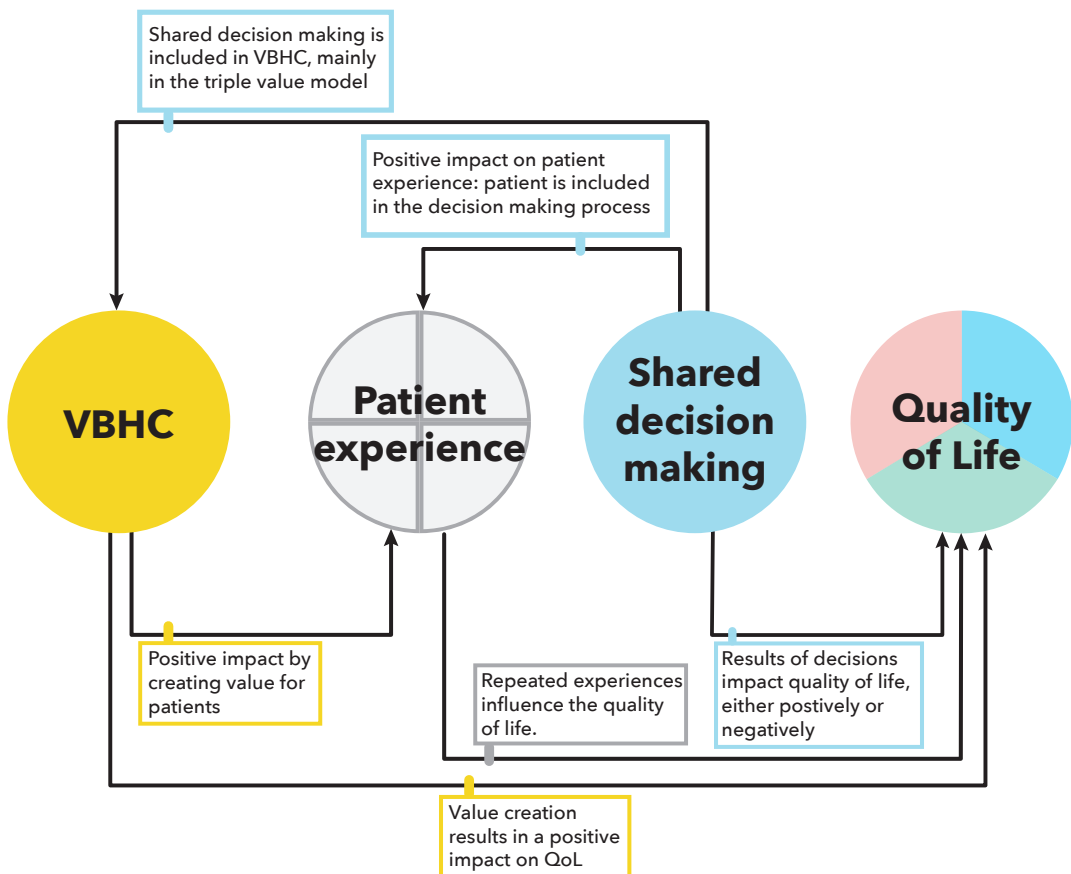 Shared decision making is
included in VBHC, mainly
in the triple value model
Positive impact on patient
experience: patient is included
in the decision making process
VBHC
Patient
experience
Shared
decision
making
Quality
of Life
Positive impact by
creating value for
patients
Repeated experiences
influence the quality
of life.
Results of decisions
impact quality of life,
either postively or
negatively
Value creation
results in a positive
impact on QoL